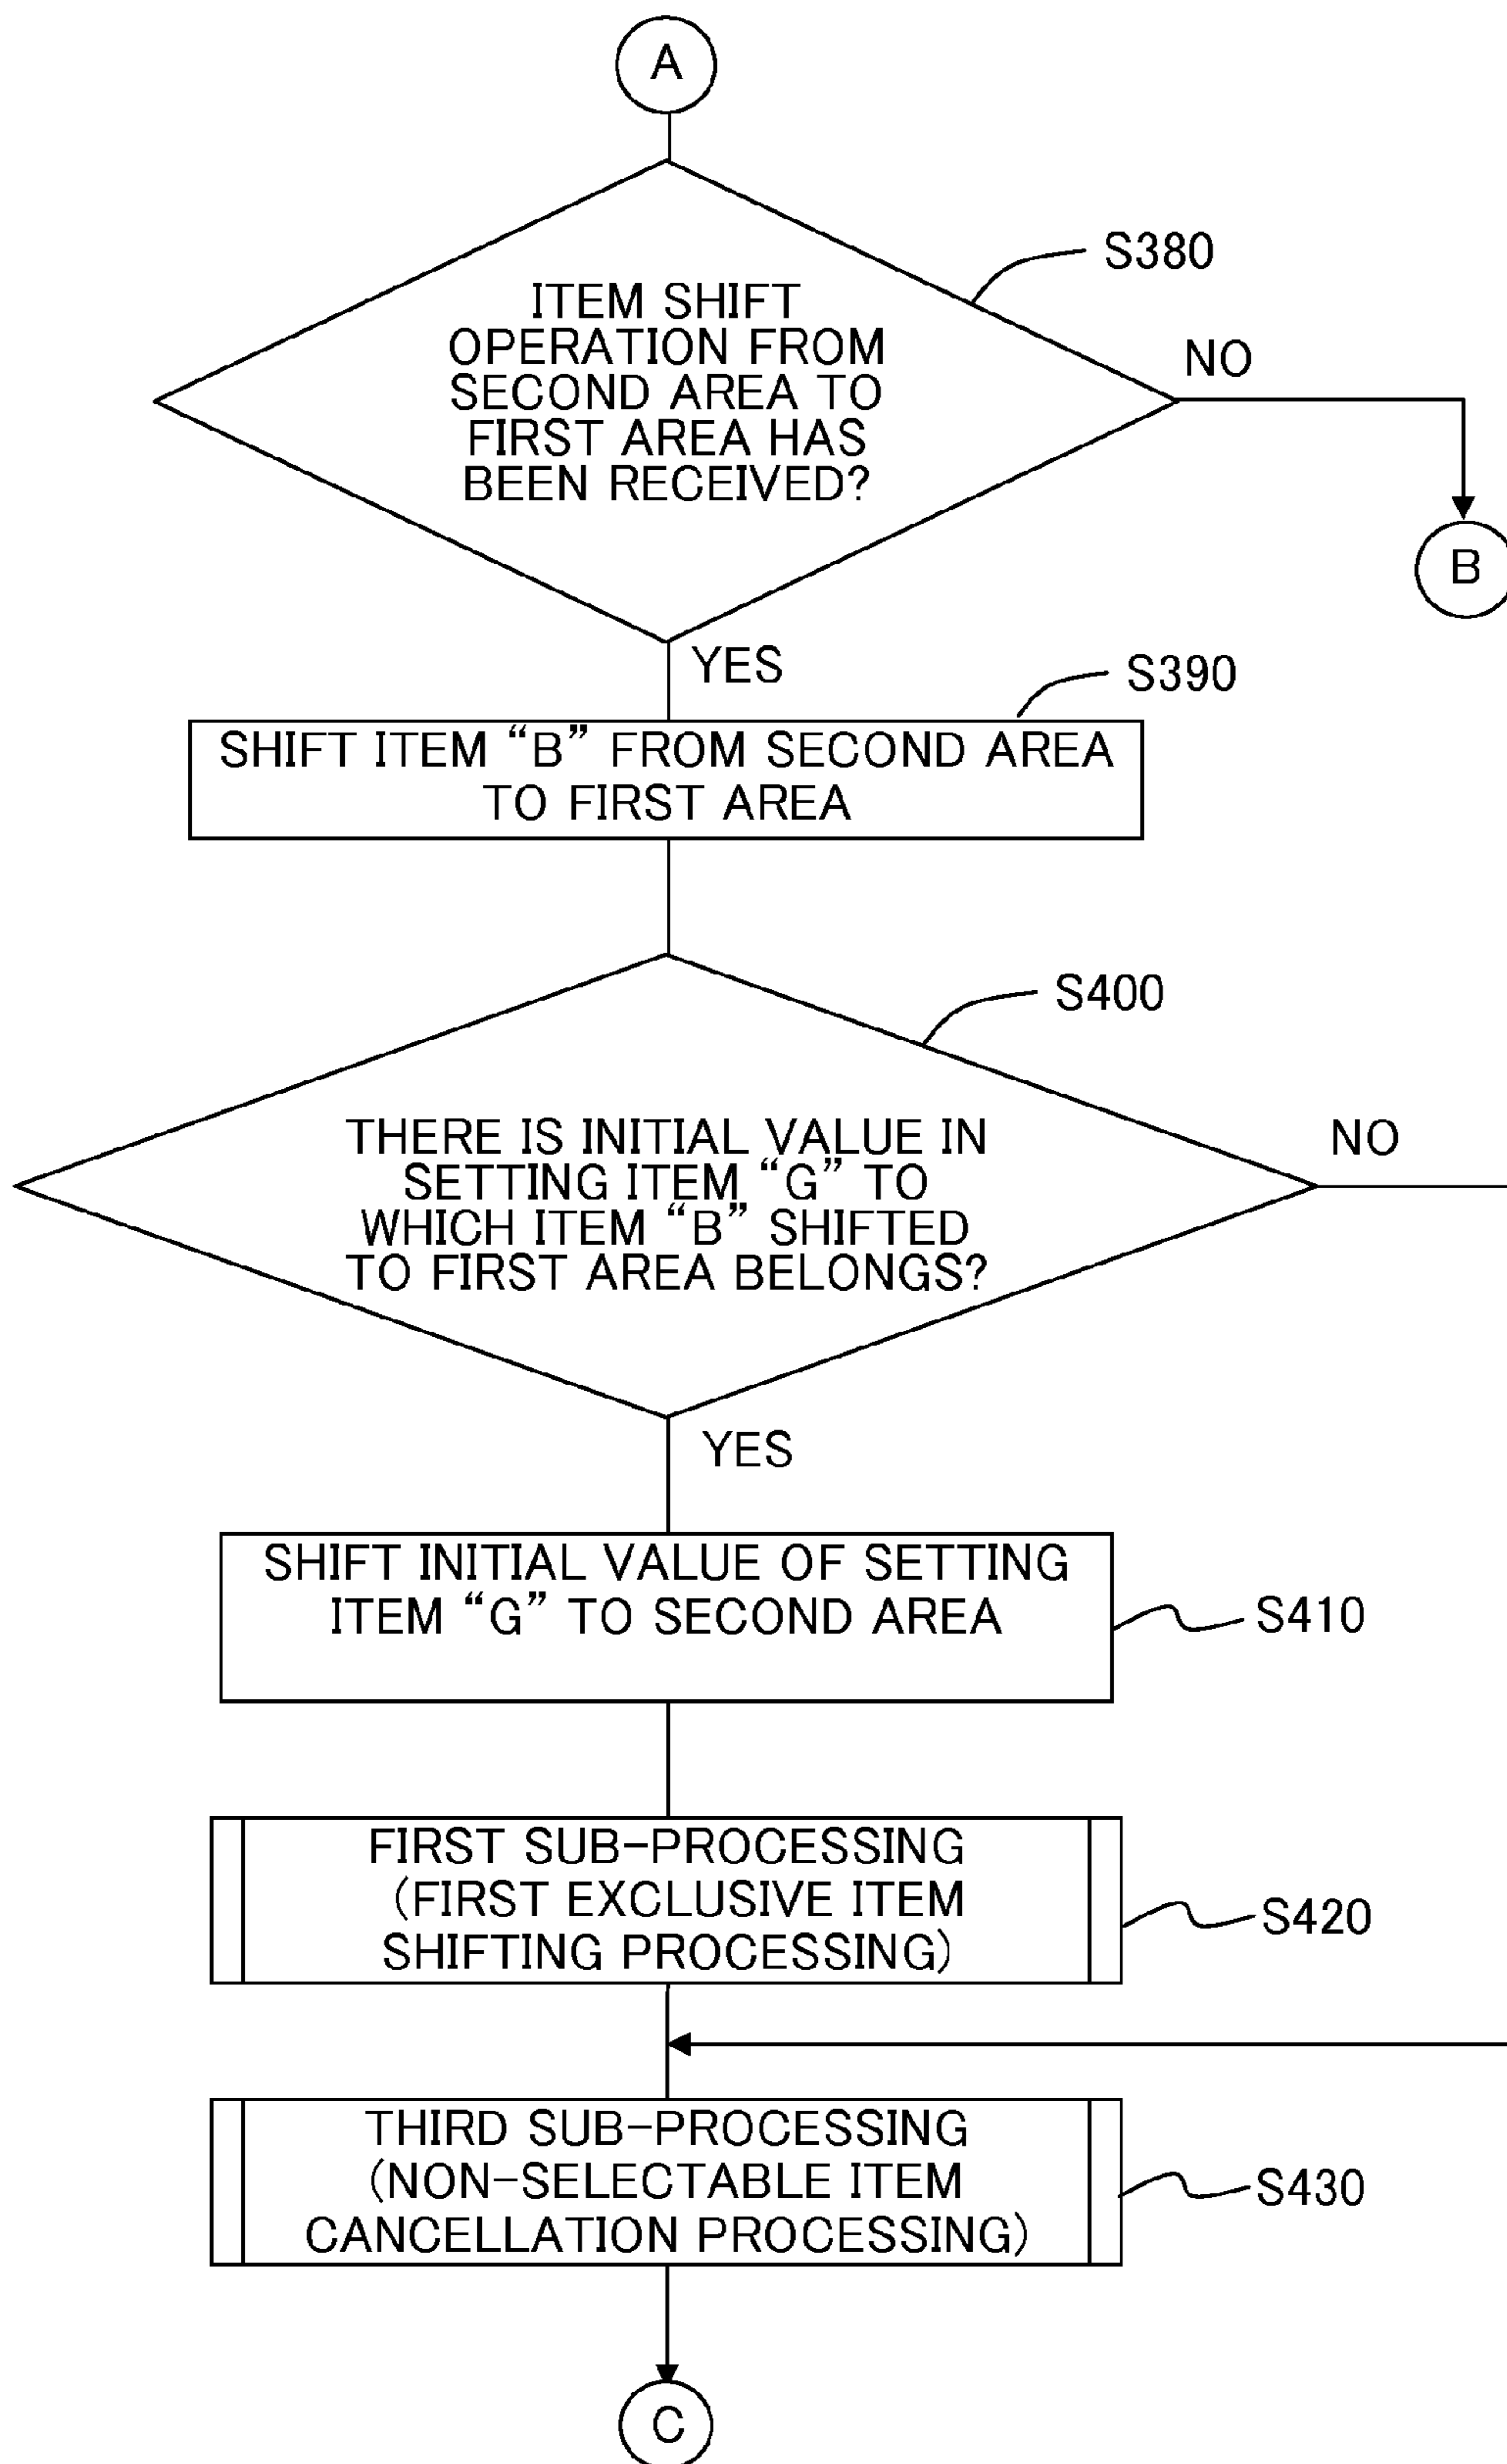 A
S380
ITEM SHIFT
OPERATION FROM
SECOND AREA TO
FIRST AREA HAS
BEEN RECEIVED?
NO
B
YES
S390
SHIFT ITEM “B” FROM SECOND AREA
TO FIRST AREA
S400
THERE IS INITIAL VALUE IN
SETTING ITEM “G” TO
WHICH ITEM “B” SHIFTED
TO FIRST AREA BELONGS?
NO
YES
SHIFT INITIAL VALUE OF SETTING
ITEM “G” TO SECOND AREA
S410
FIRST SUB-PROCESSING
(FIRST EXCLUSIVE ITEM
SHIFTING PROCESSING)
S420
THIRD SUB-PROCESSING
(NON-SELECTABLE ITEM
CANCELLATION PROCESSING)
S430
C